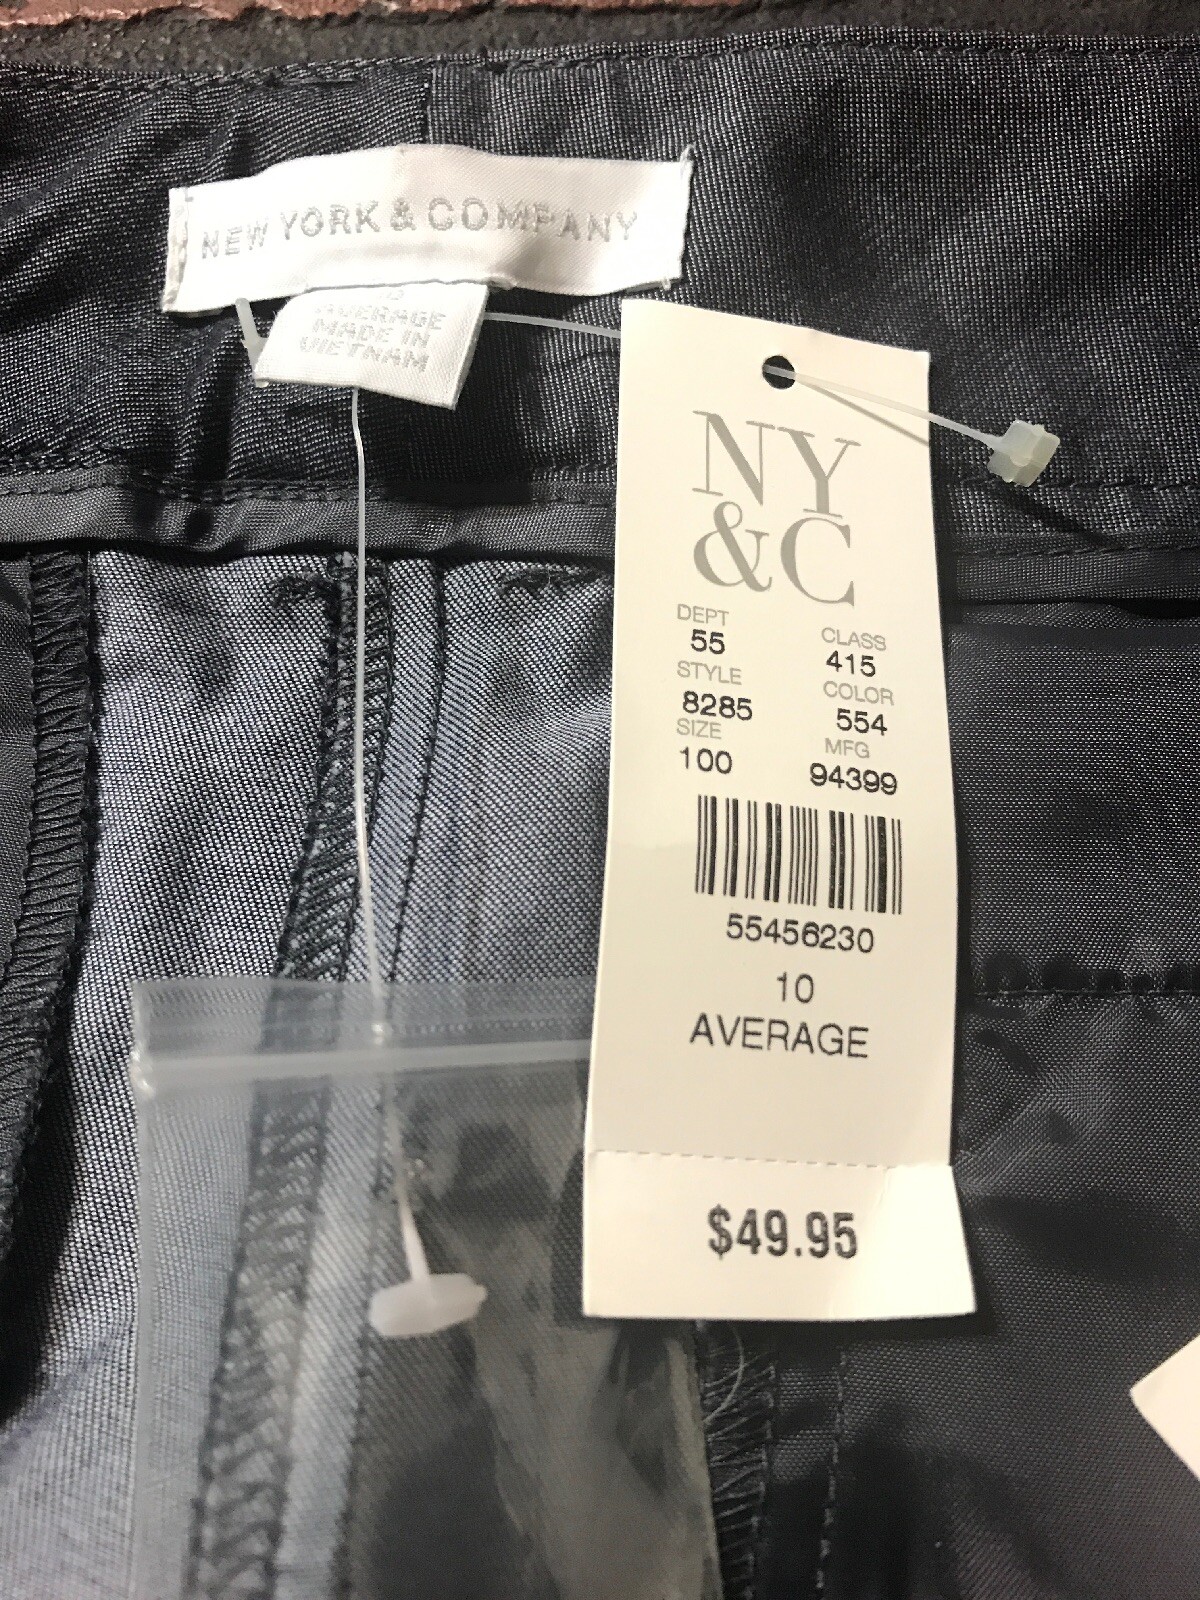 NEW YORK & COMPANY
AVERAGE
MADE IN
VIETNAM
NY
&C
DEPT
55
CLASS
415
STYLE
8285
COLOR
554
SIZE
100
MFG
94399
55456230
10
AVERAGE
$49.95